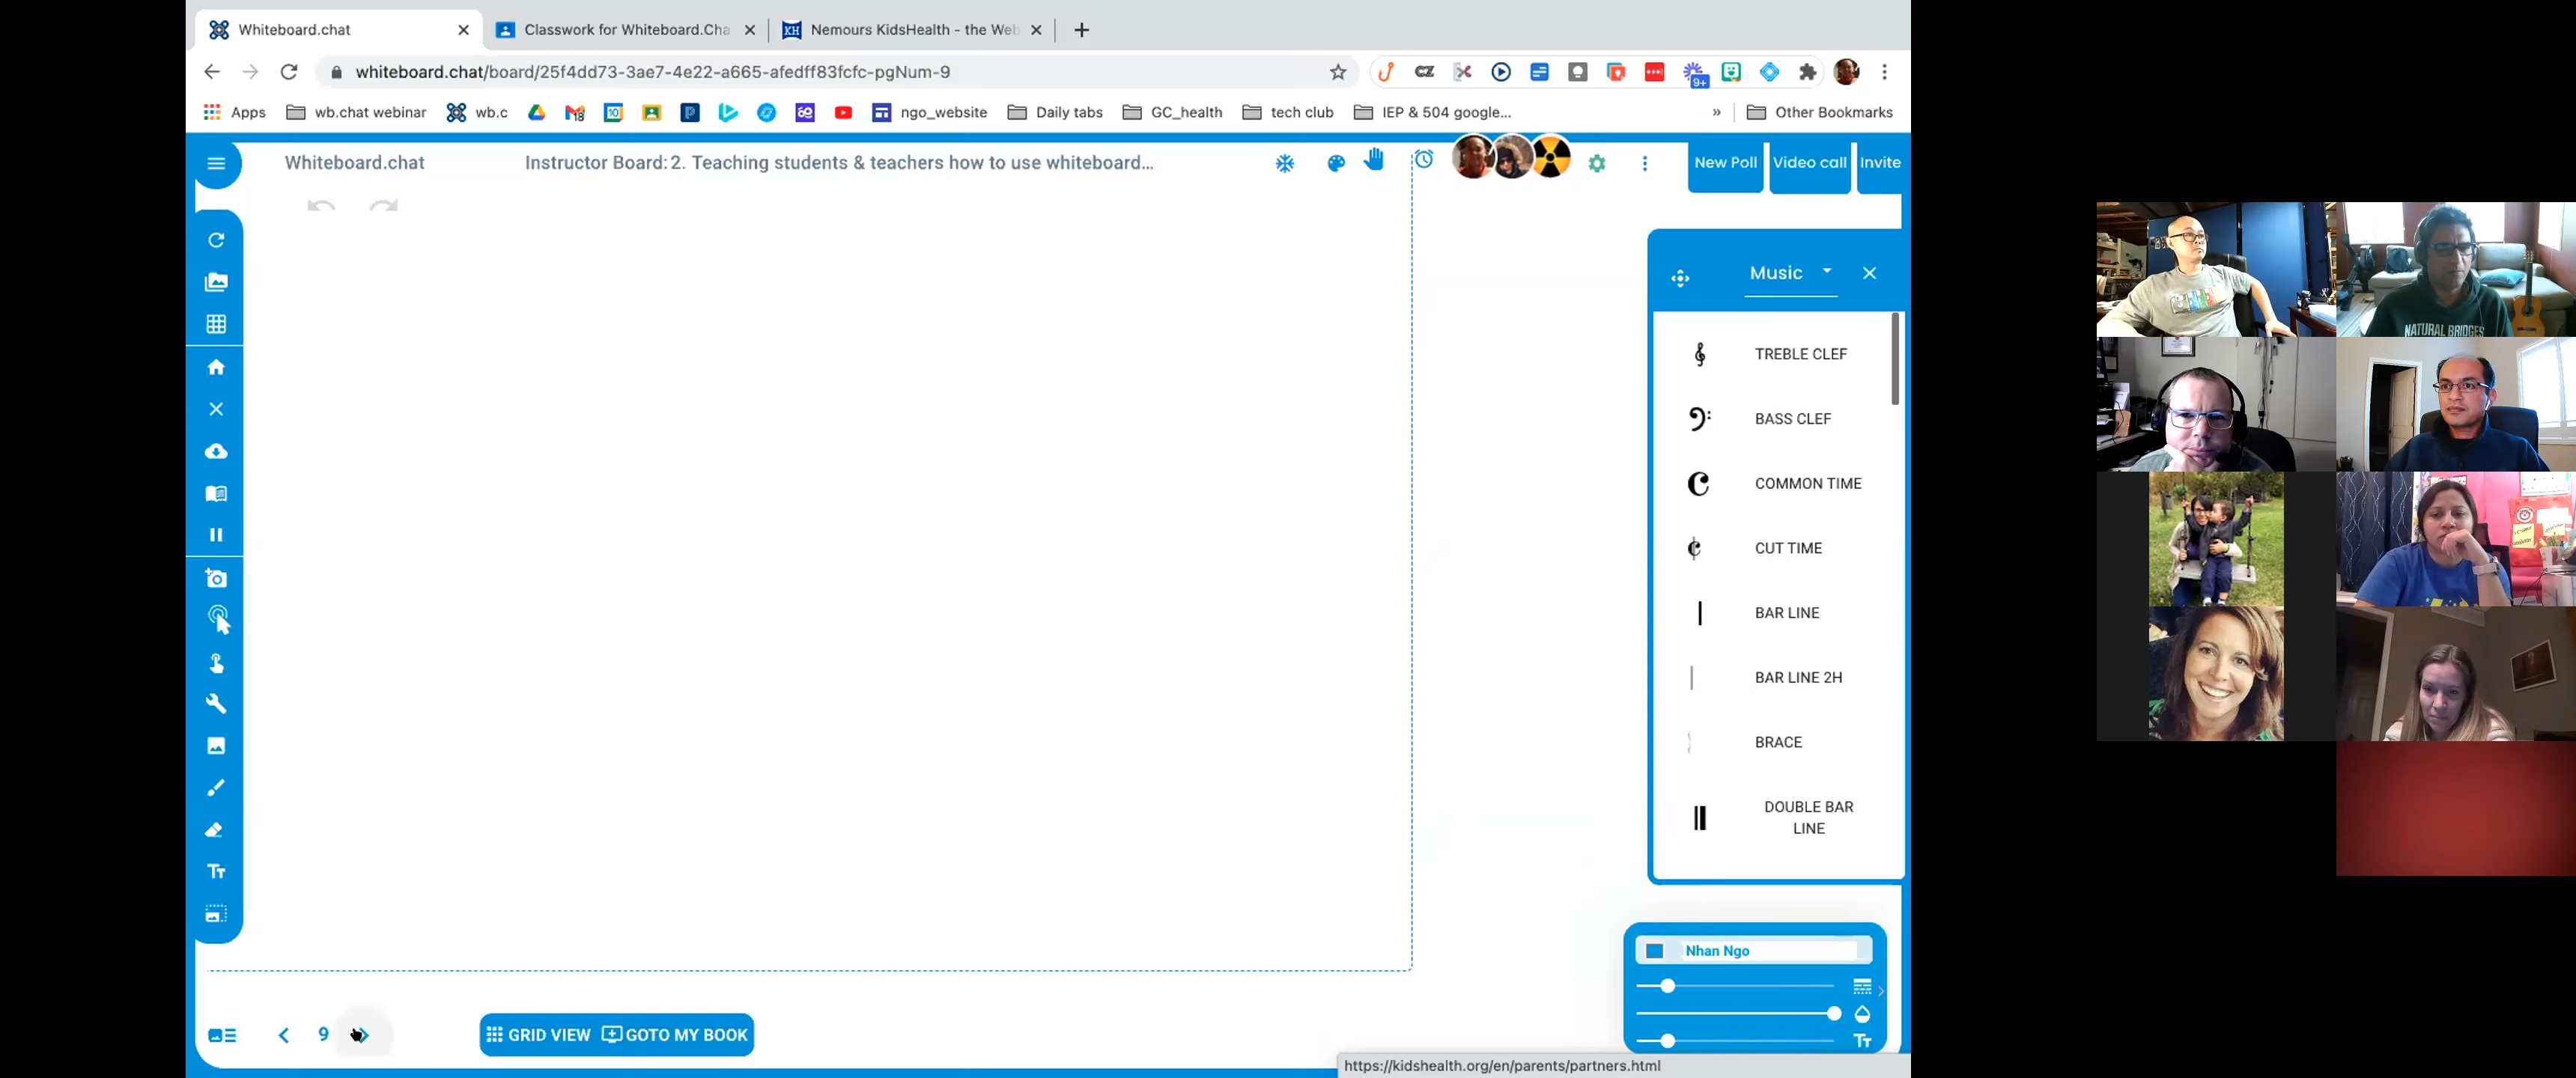 Whiteboard.chat
Classwork for Whiteboard.Cha
Nemours KidsHealth - the Web
whiteboard.chat/board/25f4dd73-3ae7-4e22-a665-afedff83fcfc-pgNum-9
CZ
9+
Apps
wb.chat webinar
wb.c
ngo_website
Daily tabs
GC_health
tech club
IEP & 504 google...
»
Other Bookmarks
Whiteboard.chat
Instructor Board: 2. Teaching students & teachers how to use whiteboard...
New Poll
Video call
Invite
Music
TREBLE CLEF
BASS CLEF
COMMON TIME
CUT TIME
BAR LINE
BAR LINE 2H
BRACE
DOUBLE BAR
LINE
Nhan Ngo
9
GRID VIEW
GOTO MY BOOK
https://kidshealth.org/en/parents/partners.html
NATURAL BRIDGES